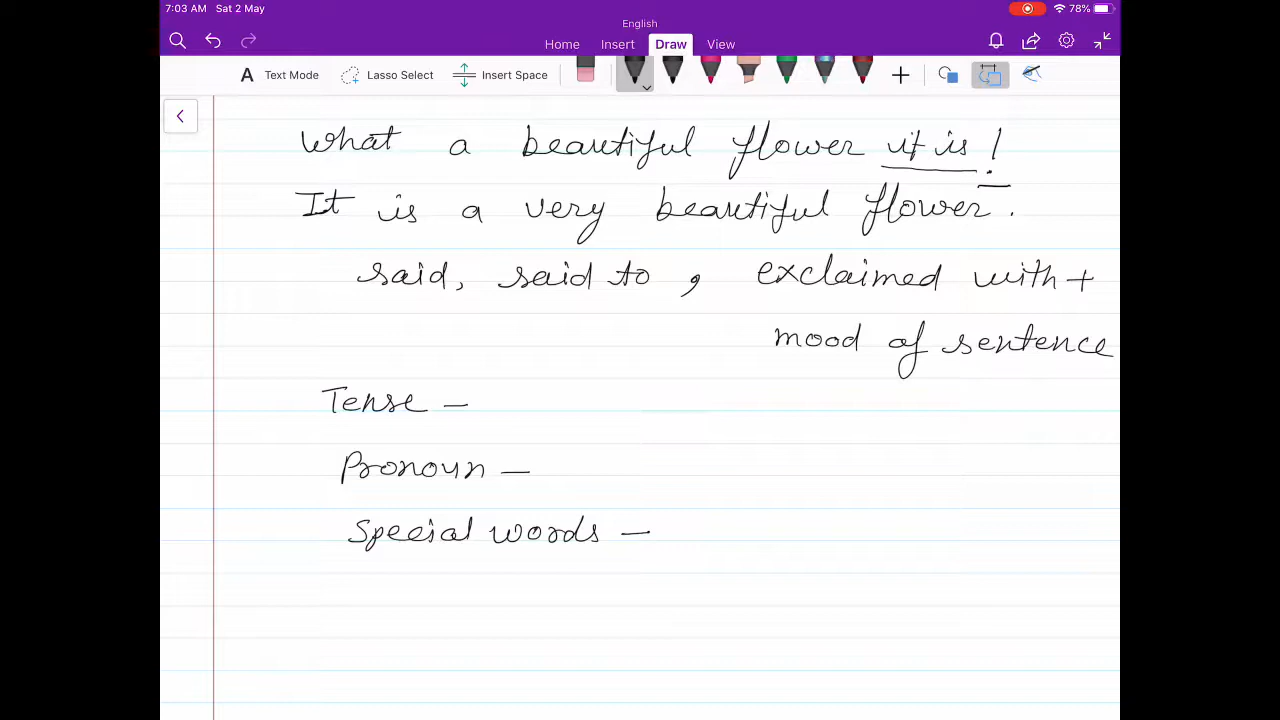 7:03 AM Sat 2 May
78%
English
Home Insert Draw View
A Text Mode Lasso Select Insert Space
What a beautiful flower it is!
It is a very beautiful flower.
said, said to , exclaimed with +
mood of sentence
Tense —
Pronoun —
Special words —